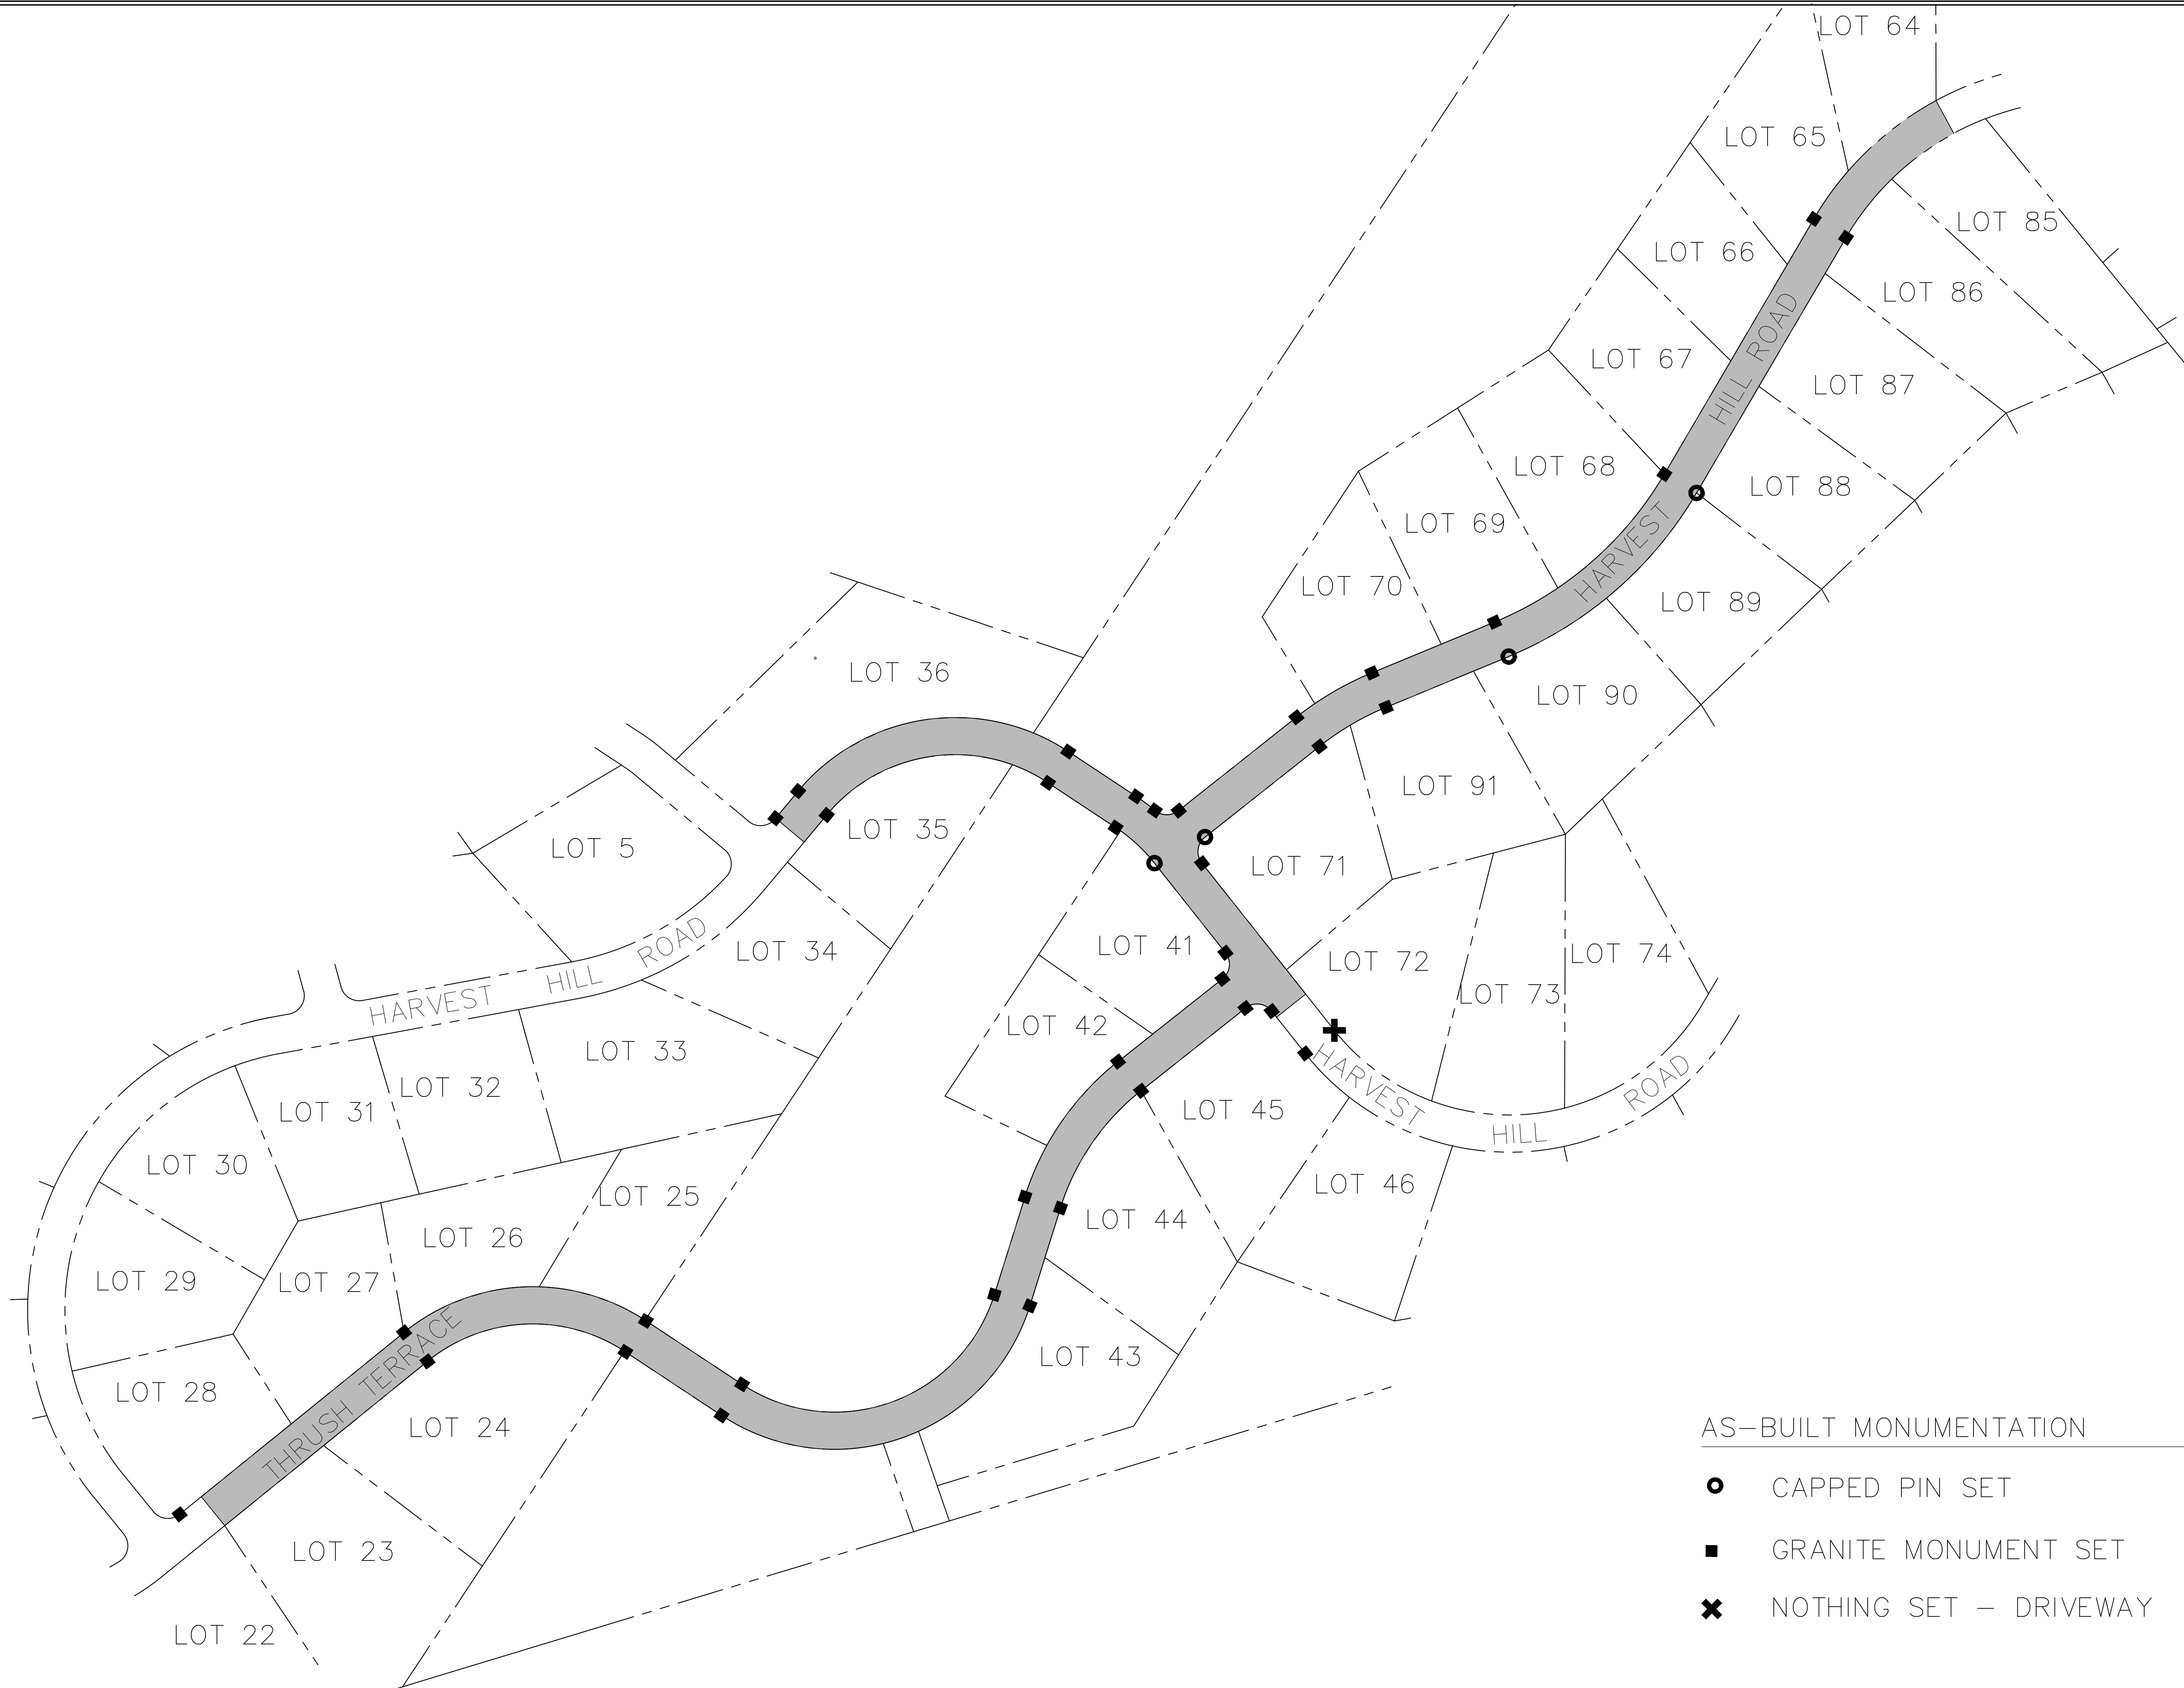 LOT 64
LOT 65
LOT 85
LOT 66
LOT 86
HILL ROAD
LOT 67
LOT 87
LOT 68
LOT 88
LOT 69
HARVEST
LOT 70
LOT 89
LOT 36
LOT 90
LOT 91
LOT 35
LOT 5
LOT 71
ROAD
LOT 34
LOT 41
LOT 72
LOT 74
HARVEST HILL
LOT 73
LOT 42
LOT 33
LOT 32
HARVEST
HILL
ROAD
LOT 31
LOT 45
LOT 30
LOT 46
LOT 25
LOT 44
LOT 26
LOT 29
LOT 27
LOT 43
LOT 28
THRUSH TERRACE
LOT 24
LOT 23
LOT 22
AS-BUILT MONUMENTATION
CAPPED PIN SET
GRANITE MONUMENT SET
NOTHING SET - DRIVEWAY